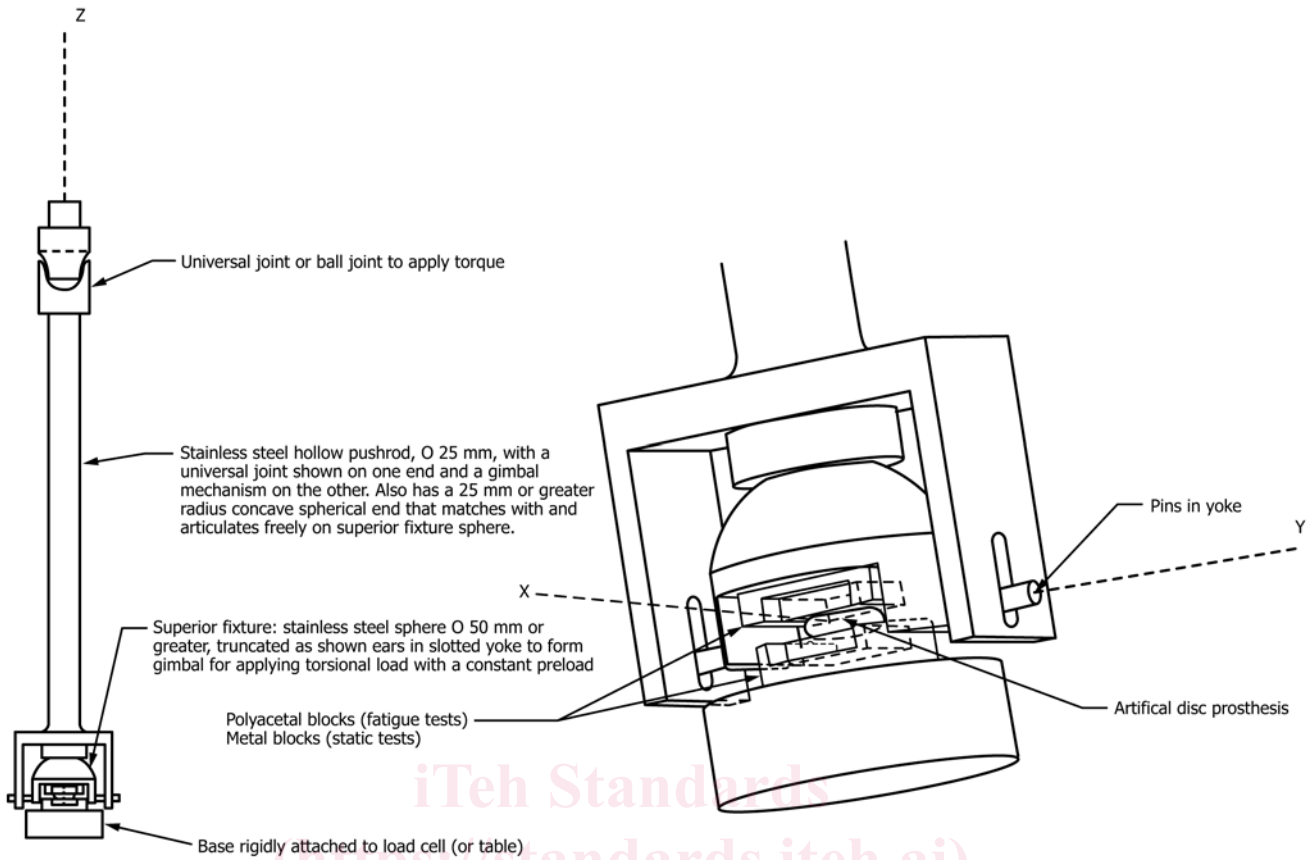 Z
Universal joint or ball joint to apply torque
Stainless steel hollow pushrod, O 25 mm, with a
universal joint shown on one end and a gimbal
mechanism on the other. Also has a 25 mm or greater
radius concave spherical end that matches with and
articulates freely on superior fixture sphere.
Pins in yoke
Y
X
Superior fixture: stainless steel sphere O 50 mm or
greater, truncated as shown ears in slotted yoke to form
gimbal for applying torsional load with a constant preload
Polyacetal blocks (fatigue tests)
Metal blocks (static tests)
Artifical disc prosthesis
iTeh Standards
Base rigidly attached to load cell (or table)
(https://standards.iteh.ai)